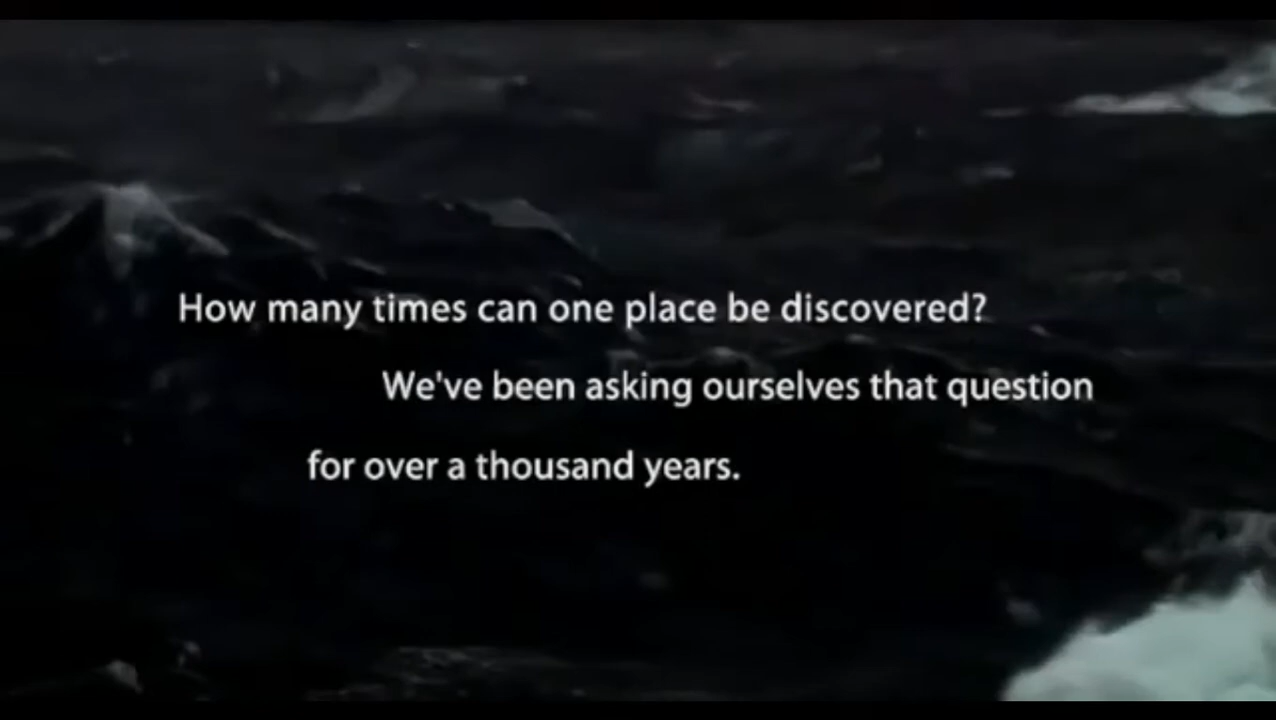 How many times can one place be discovered?
We've been asking ourselves that question
for over a thousand years.